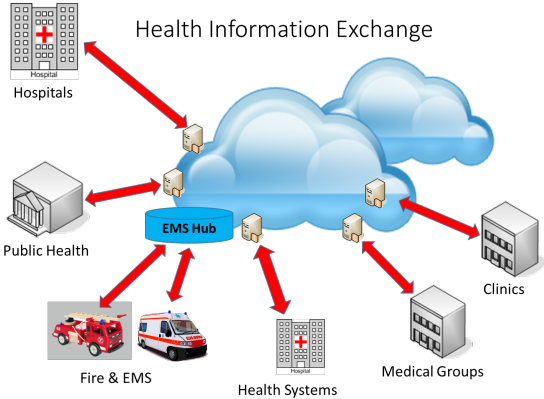 Health Information Exchange
Hospital
Hospitals
Public Health
EMS Hub
Clinics
Medical Groups
Fire & EMS
Hospital
Health Systems